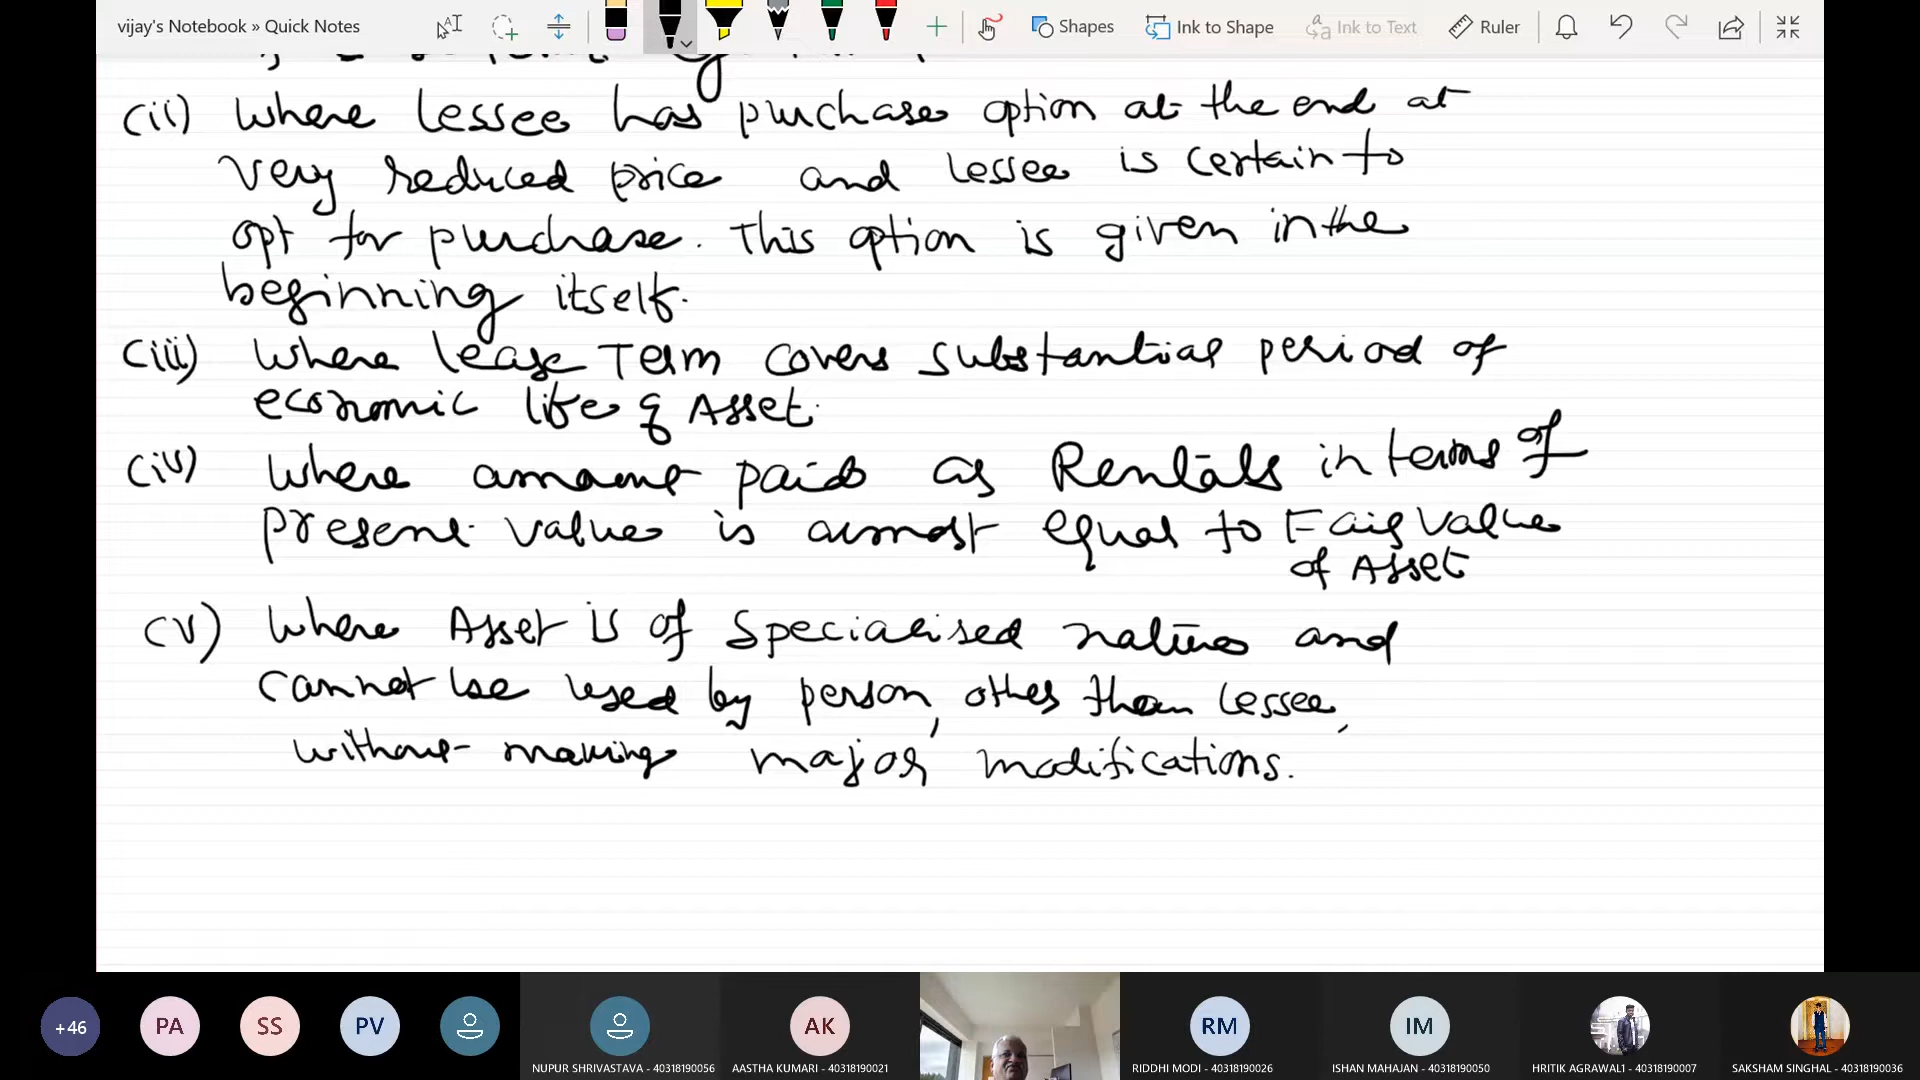 vijay's Notebook » Quick Notes
Shapes
Ink to Shape
Ink to Text
Ruler
(ii) Where lessee has purchase option at the end at
very reduced price and lessee is certain to
opt for purchase. This option is given in the
beginning itself.
(iii) Where lease Term covers substantial period of
economic life of Asset.
(iv) Where amount paid as Rentals in terms of
present value is almost equal to Fair value
of Asset
(v) Where Asset is of specialised nature and
cannot be used by person, other than lessee,
without making major modifications.
+46
PA
SS
PV
AK
RM
IM
NUPUR SHRIVASTAVA - 40318190056
AASTHA KUMARI - 40318190021
RIDDHI MODI - 40318190026
ISHAN MAHAJAN - 40318190050
HRITIK AGRAWAL1 - 40318190007
SAKSHAM SINGHAL - 40318190036